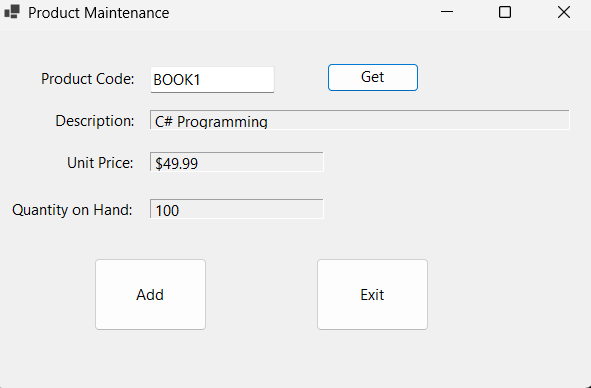 Product Maintenance
Product Code: BOOK1 Get
Description: C# Programming
Unit Price: $49.99
Quantity on Hand: 100
Add Exit